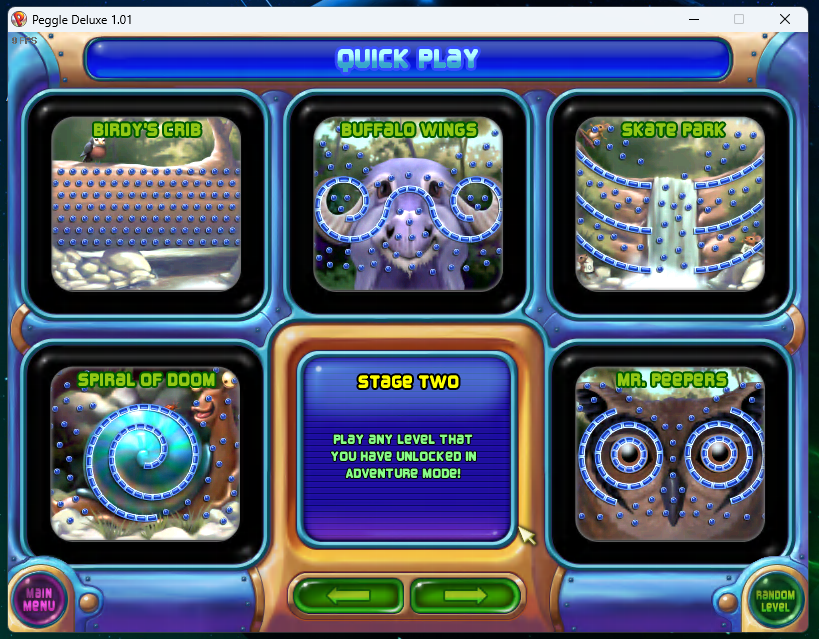 Peggle Deluxe 1.01
QUICK PLAY
BIRDY'S CRIB
BUFFALO WINGS
SKATE PARK
SPIRAL OF DOOM
STAGE TWO
PLAY ANY LEVEL THAT
YOU HAVE UNLOCKED IN
ADVENTURE MODE!
MR. PEEPERS
MAIN
MENU
RANDOM
LEVEL